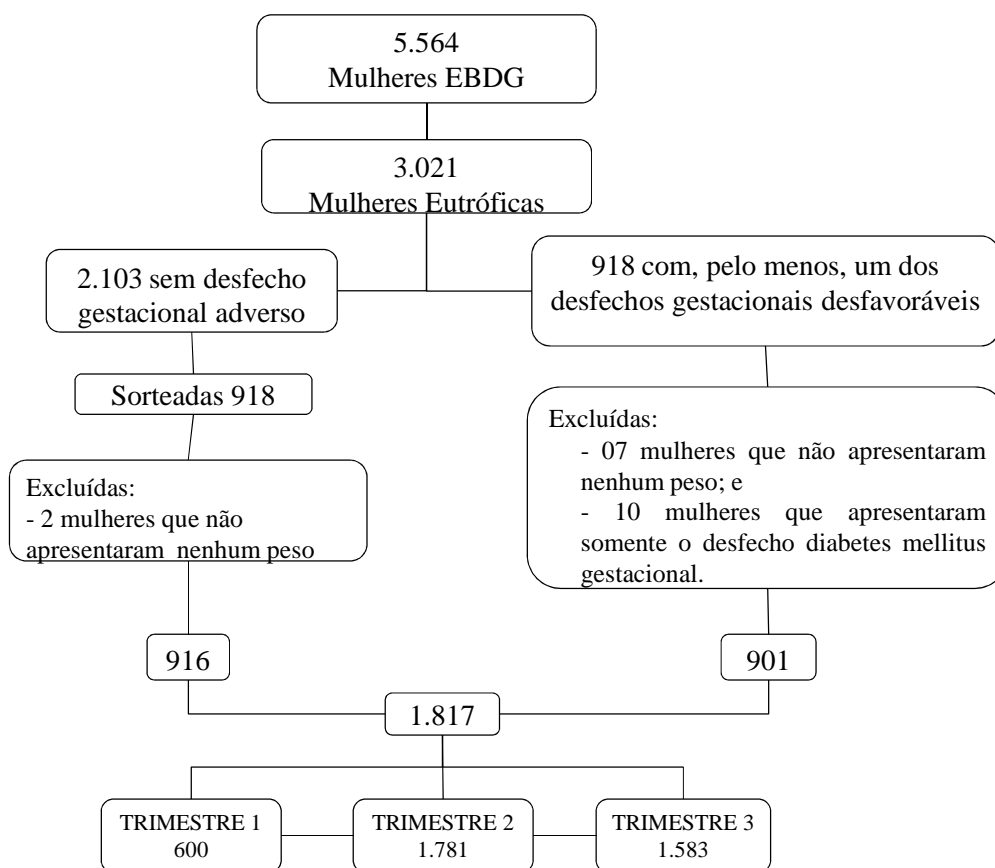 5.564
Mulheres EBDG
3.021
Mulheres Eutróficas
2.103 sem desfecho
gestacional adverso
918 com, pelo menos, um dos
desfechos gestacionais desfavoráveis
Sorteadas 918
Excluídas:
- 2 mulheres que não
apresentaram nenhum peso
Excluídas:
- 07 mulheres que não apresentaram
nenhum peso; e
- 10 mulheres que apresentaram
somente o desfecho diabetes mellitus
gestacional.
916
901
1.817
TRIMESTRE 1
600
TRIMESTRE 2
1.781
TRIMESTRE 3
1.583